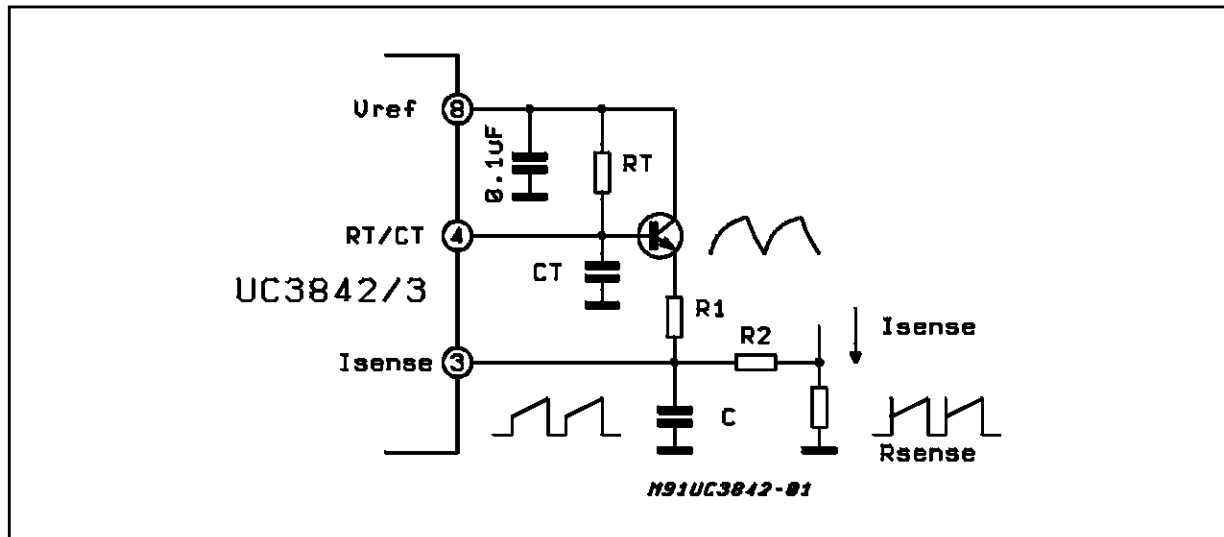 Vref
8
0.1uF
RT
RT/CT
4
CT
UC3842/3
R1
R2
Isense
Isense
3
C
Rsense
M91UC3842-01